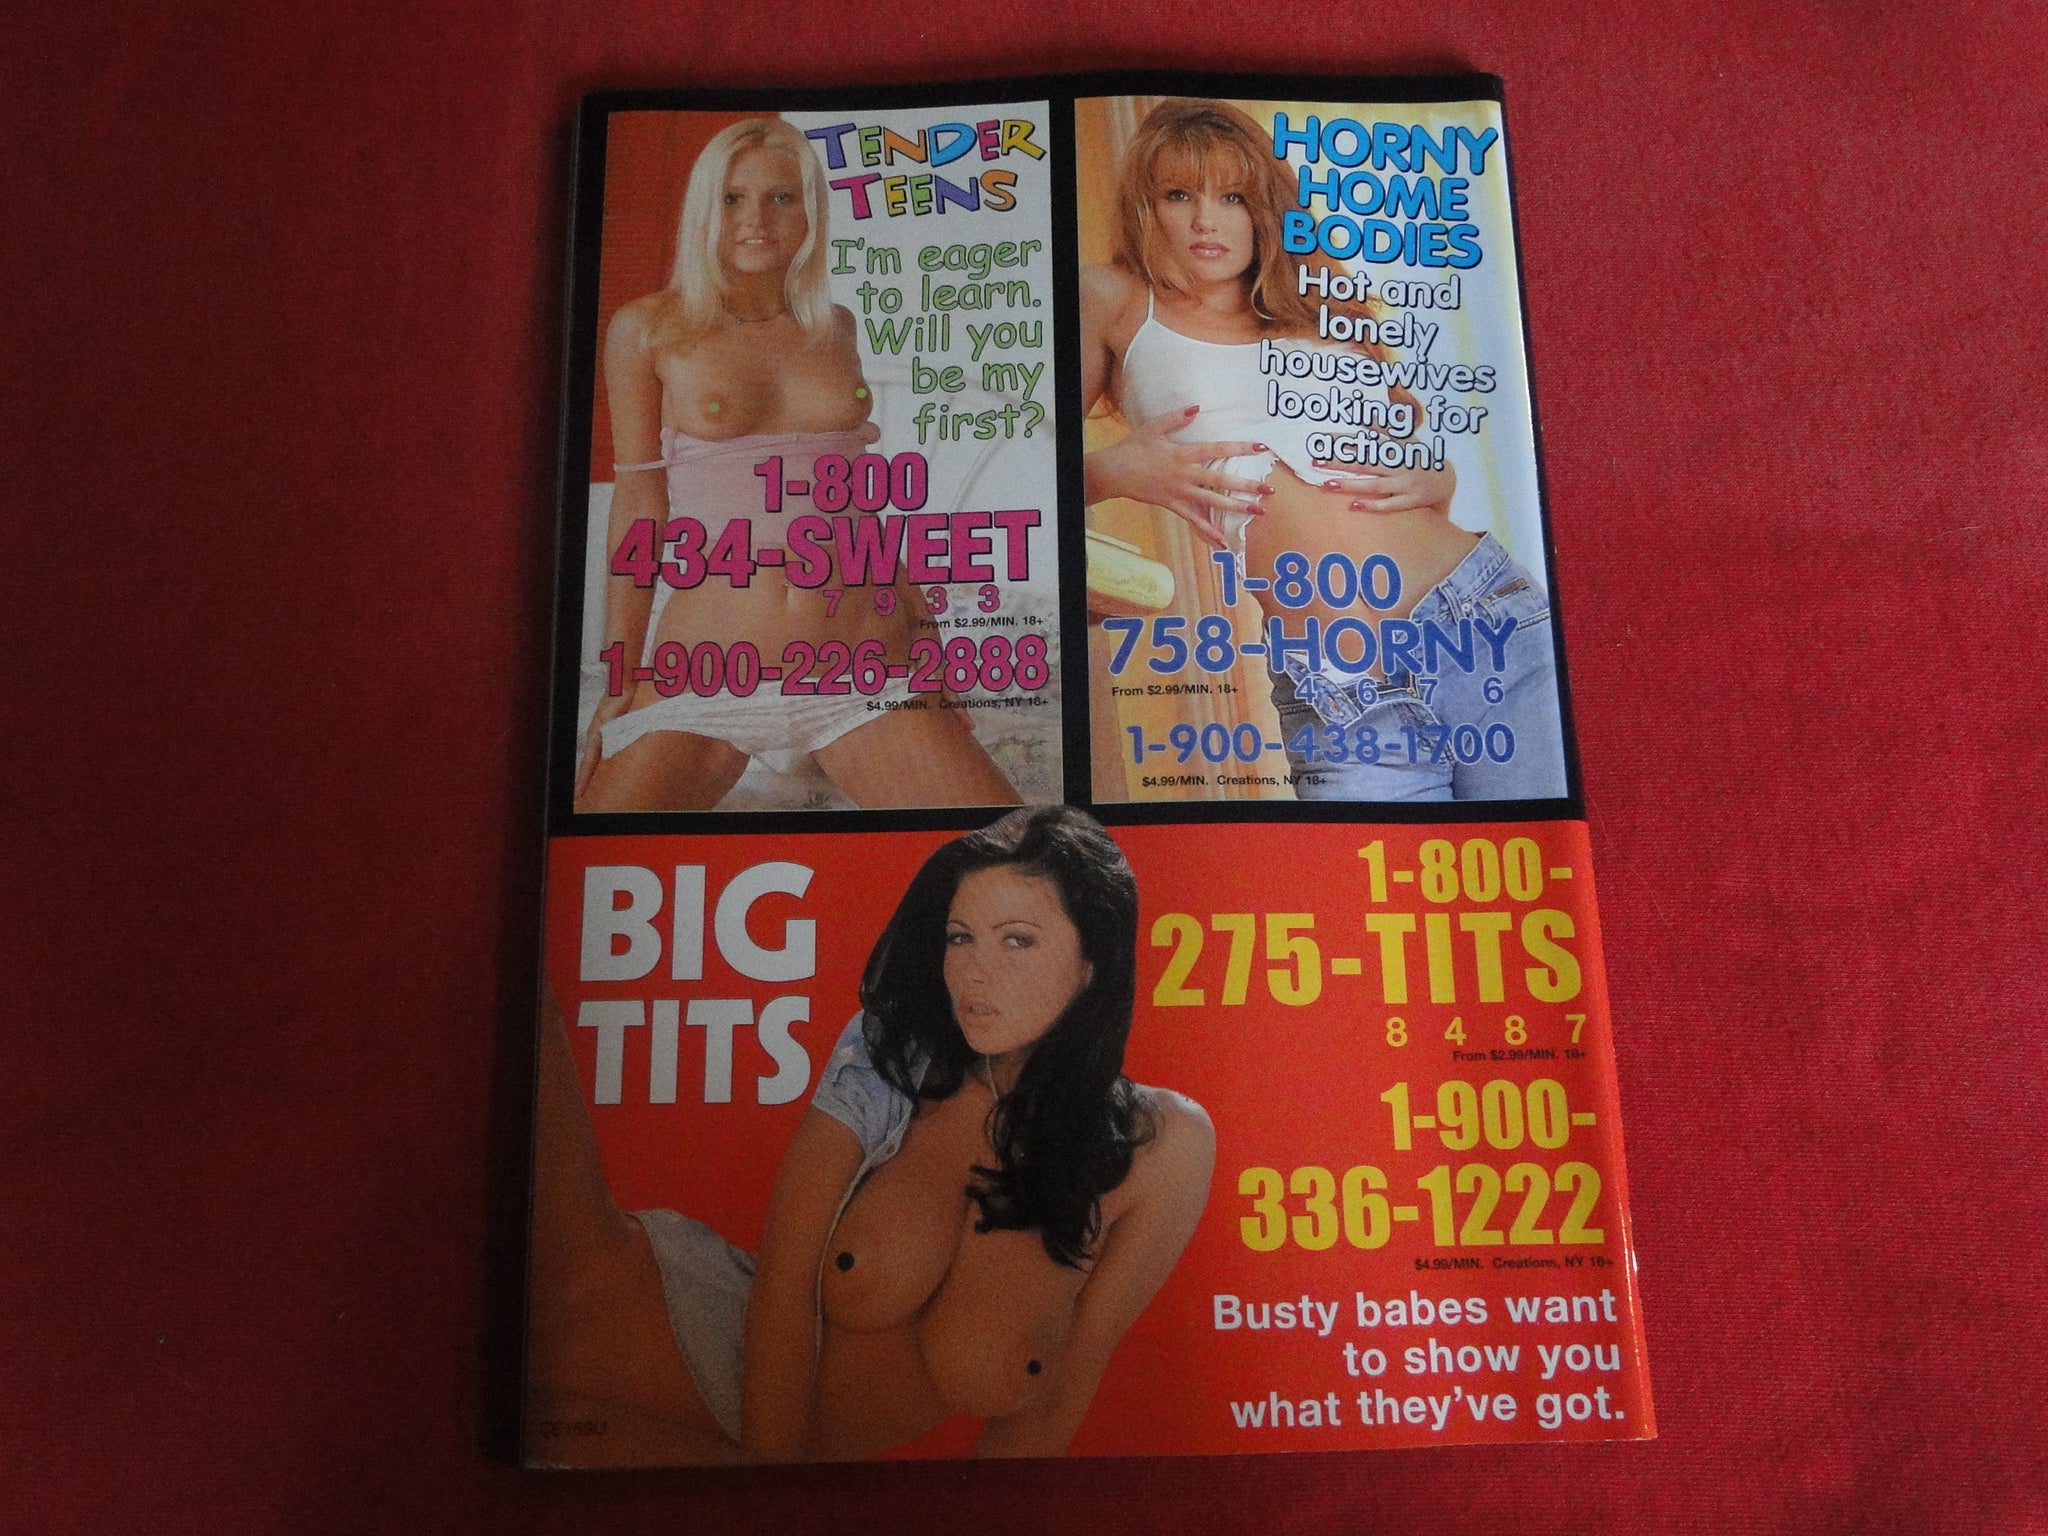 TENDER
TEENS
I'm eager
to learn.
Will you
be my
first?
1-800
434-SWEET
7 9 3 3
From $2.99/MIN. 18+
1-900-226-2888
$4.99/MIN. Creations, NY 18+
HORNY
HOME
BODIES
Hot and
lonely
housewives
looking for
action!
1-800
758-HORNY
4 6 7 6
From $2.99/MIN. 18+
1-900-438-1700
$4.99/MIN. Creations, NY 18+
BIG
TITS
1-800-
275-TITS
8 4 8 7
From $2.99/MIN. 18+
1-900-
336-1222
$4.99/MIN. Creations, NY 18+
Busty babes want
to show you
what they've got.